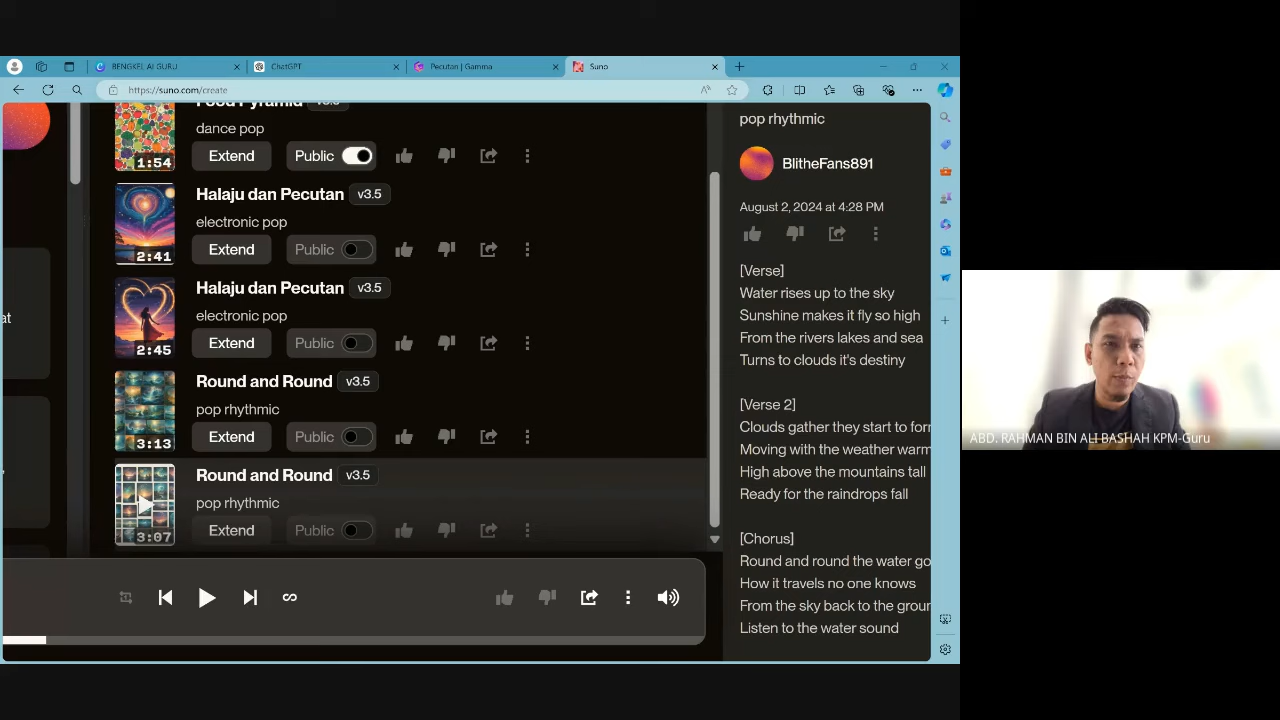 BENGKEL AI GURU
ChatGPT
Pecutan | Gamma
Suno
https://suno.com/create
Food Pyramid
dance pop
1:54
Extend
Public
Halaju dan Pecutan v3.5
electronic pop
2:41
Extend
Public
Halaju dan Pecutan v3.5
electronic pop
2:45
Extend
Public
Round and Round v3.5
pop rhythmic
3:13
Extend
Public
Round and Round v3.5
pop rhythmic
3:07
Extend
Public
at
pop rhythmic
BlitheFans891
August 2, 2024 at 4:28 PM
[Verse]
Water rises up to the sky
Sunshine makes it fly so high
From the rivers lakes and sea
Turns to clouds it's destiny
[Verse 2]
Clouds gather they start to for
Moving with the weather warm
High above the mountains tall
Ready for the raindrops fall
[Chorus]
Round and round the water go
How it travels no one knows
From the sky back to the groun
Listen to the water sound
ABD. RAHMAN BIN ALI BASHAH KPM-Guru